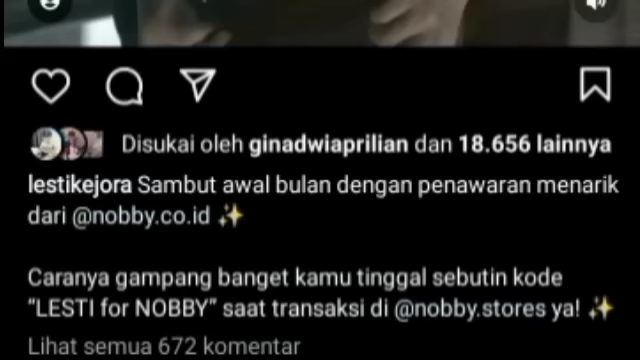 Disukai oleh ginadwiaprilian dan 18.656 lainnya
lestikejora Sambut awal bulan dengan penawaran menarik
dari @nobby.co.id ✨
Caranya gampang banget kamu tinggal sebutin kode
“LESTI for NOBBY” saat transaksi di @nobby.stores ya! ✨
Lihat semua 672 komentar